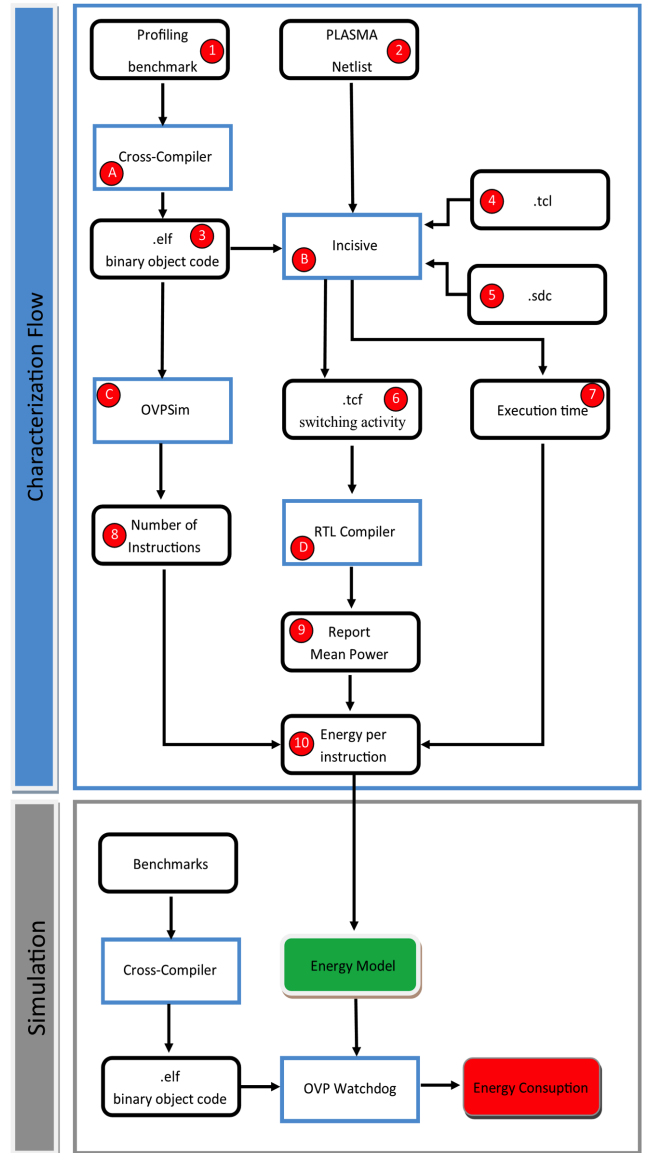 Characterization Flow
Profiling
benchmark
1
PLASMA
Netlist
2
Cross-Compiler
A
.elf
binary object code
3
Incisive
B
4
.tcl
5
.sdc
C
OVPSim
.tcf
switching activity
6
Execution time
7
8
Number of
Instructions
RTL Compiler
D
9
Report
Mean Power
10
Energy per
instruction
Simulation
Benchmarks
Cross-Compiler
Energy Model
.elf
binary object code
OVP Watchdog
Energy Consuption